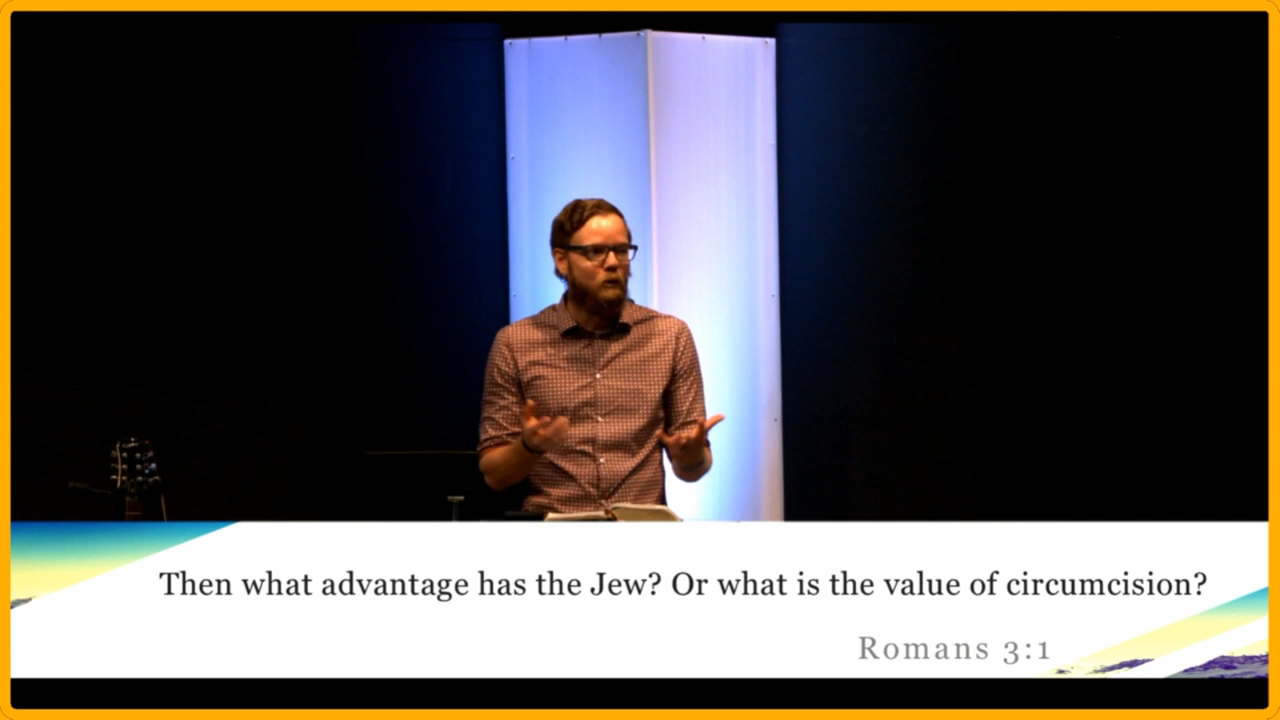 Then what advantage has the Jew? Or what is the value of circumcision?
Romans 3:1